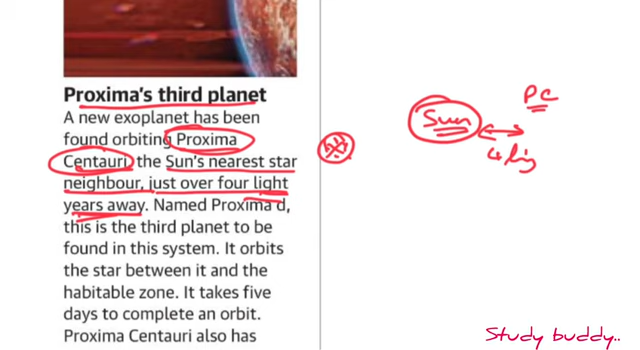 Proxima's third planet
A new exoplanet has been
found orbiting Proxima
Centauri the Sun's nearest star
neighbour, just over four light
years away. Named Proxima d,
this is the third planet to be
found in this system. It orbits
the star between it and the
habitable zone. It takes five
days to complete an orbit.
Proxima Centauri also has
PC
Sun
Study buddy..